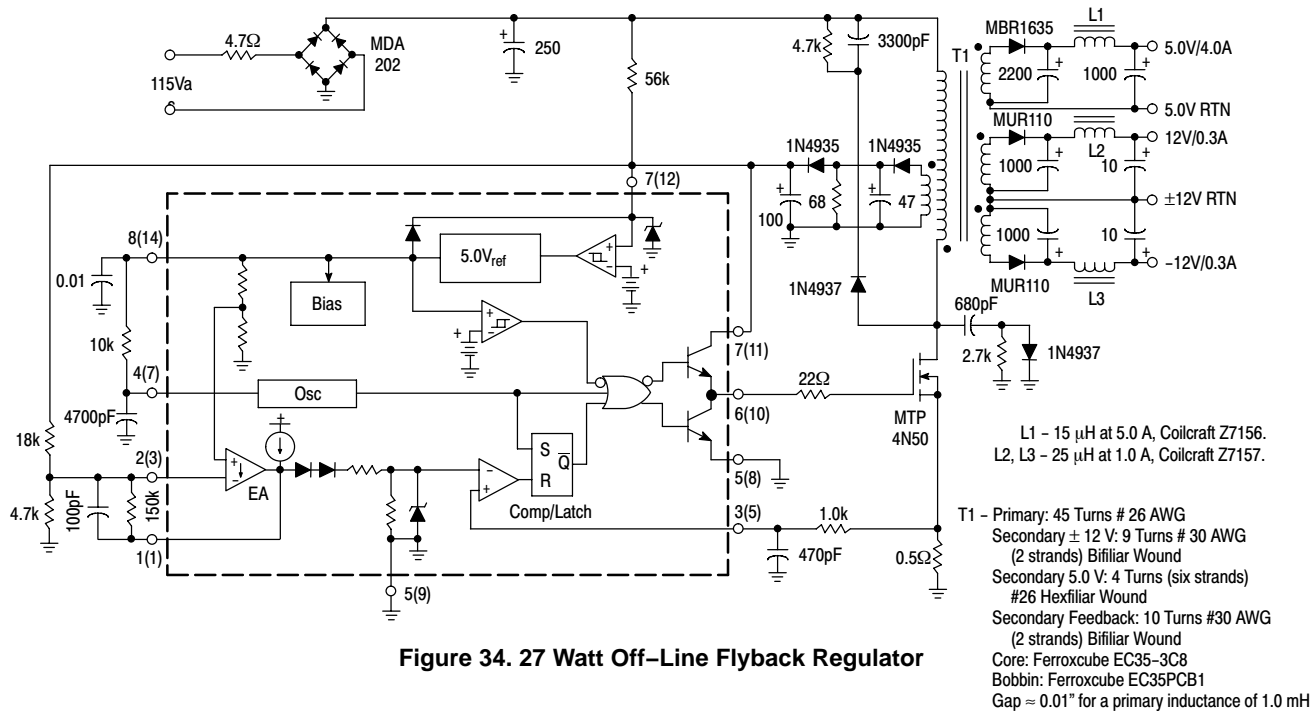 4.7Ω
MDA
202
115Va
+
250
56k
4.7k
3300pF
T1
MBR1635
L1
5.0V/4.0A
+
2200
+
1000
5.0V RTN
MUR110
12V/0.3A
+
1000
L2
+
10
±12V RTN
1000
+
10
+
-12V/0.3A
MUR110
L3
1N4935
1N4935
+
100
68
+
47
7(12)
8(14)
0.01
5.0Vref
+
−
+
Bias
1N4937
680pF
+
−
10k
7(11)
2.7k
1N4937
4(7)
Osc
22Ω
6(10)
4700pF
MTP
4N50
18k
+
S
R
Q
5(8)
2(3)
+
−
EA
−
+
Comp/Latch
3(5)
1.0k
4.7k
100pF
150k
1(1)
470pF
0.5Ω
5(9)
L1 – 15 μH at 5.0 A, Coilcraft Z7156.
L2, L3 – 25 μH at 1.0 A, Coilcraft Z7157.
T1 – Primary: 45 Turns # 26 AWG
Secondary ± 12 V: 9 Turns # 30 AWG
(2 strands) Bifiliar Wound
Secondary 5.0 V: 4 Turns (six strands)
#26 Hexfiliar Wound
Secondary Feedback: 10 Turns #30 AWG
(2 strands) Bifiliar Wound
Core: Ferroxcube EC35–3C8
Bobbin: Ferroxcube EC35PCB1
Gap ≈ 0.01" for a primary inductance of 1.0 mH
Figure 34. 27 Watt Off–Line Flyback Regulator